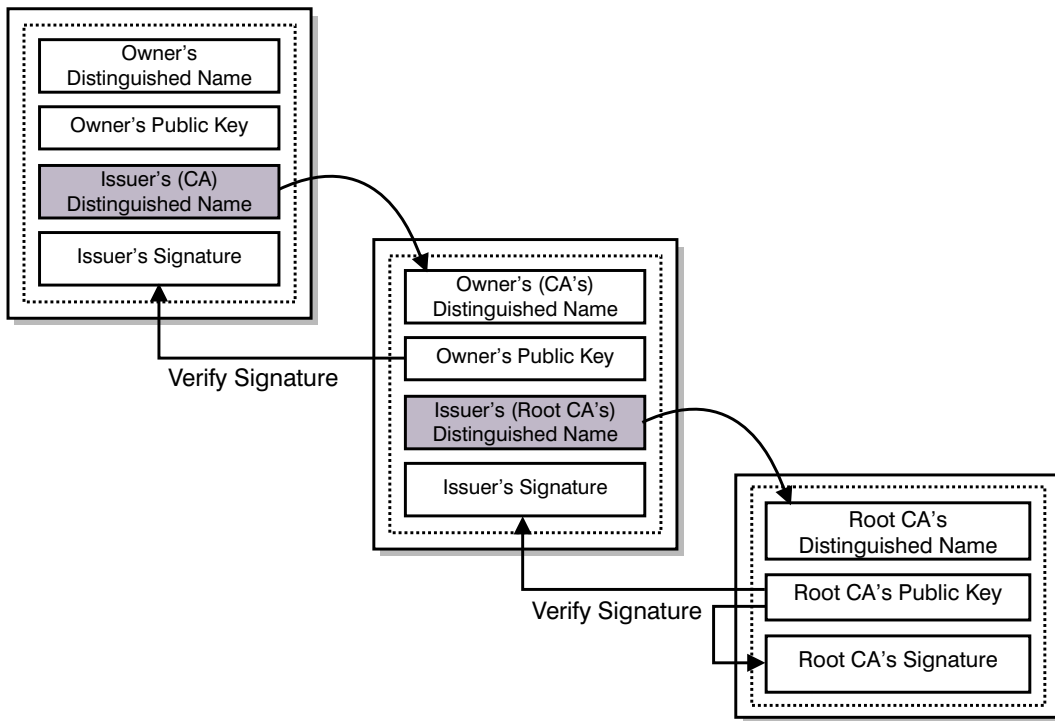 Owner's
Distinguished Name
Owner's Public Key
Issuer's (CA)
Distinguished Name
Issuer's Signature
Verify Signature
Owner's (CA's)
Distinguished Name
Owner's Public Key
Issuer's (Root CA's)
Distinguished Name
Issuer's Signature
Verify Signature
Root CA's
Distinguished Name
Root CA's Public Key
Root CA's Signature